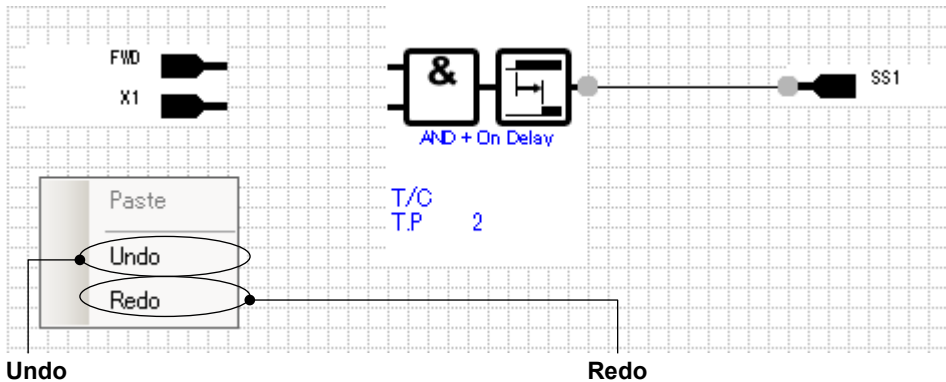 FWD
X1
&
SS1
AND + On Delay
T/C
T.P 2
Paste
Undo
Redo
Undo
Redo